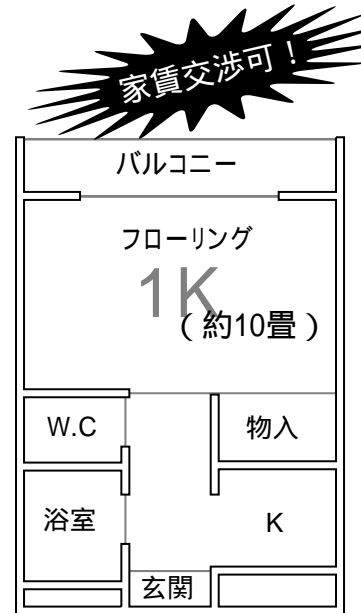 家賃交渉可！
バルコニー
フローリング
1K
（約10畳）
W.C
物入
浴室
K
玄関